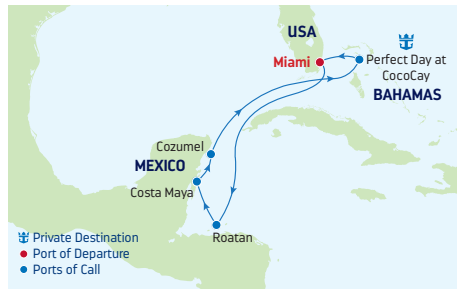 USA
Miami
Perfect Day at
CocoCay
BAHAMAS
Cozumel
MEXICO
Costa Maya
Roatan
Private Destination
Port of Departure
Ports of Call